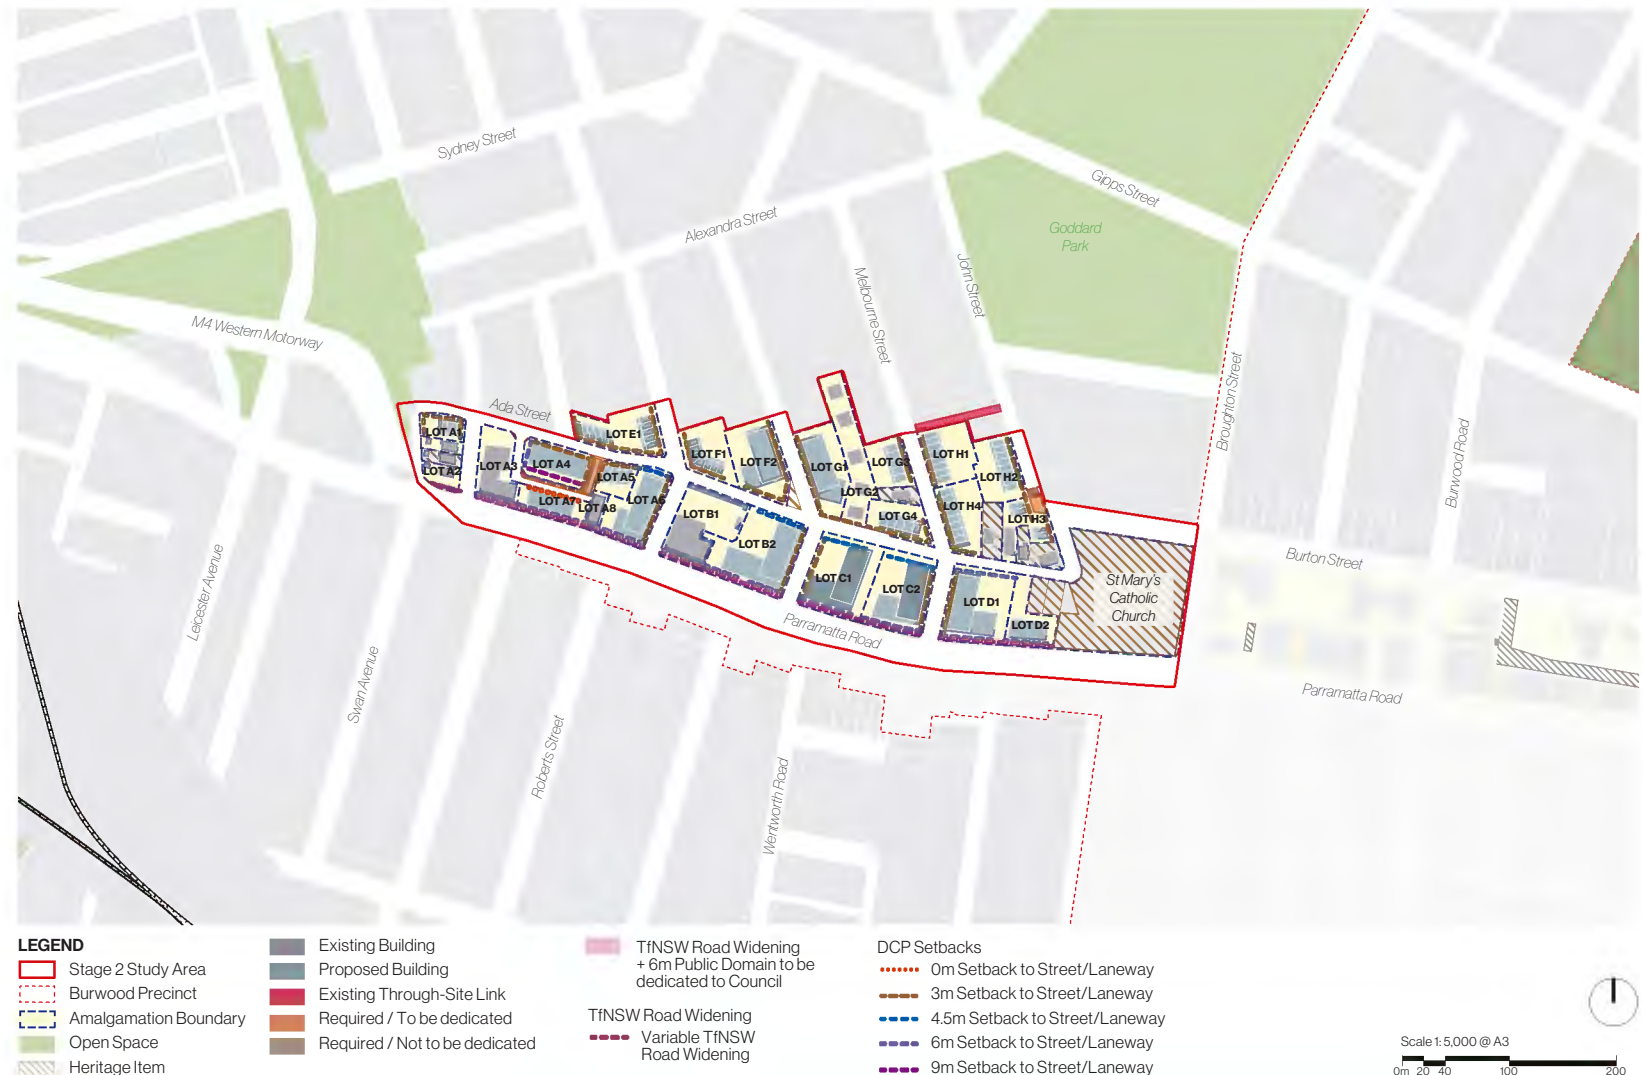 Sydney Street
Gipps Street
Alexandra Street
Goddard
Park
John Street
Melbourne Street
M4 Western Motorway
Broughton Street
Ada Street
Burwood Road
LOT A1
LOT A2
LOT A3
LOT A4
LOT A5
LOT A6
LOT A7
LOT A8
LOT E1
LOT F1
LOT F2
LOT G1
LOT G2
LOT G3
LOT G4
LOT H1
LOT H2
LOT H3
LOT H4
LOT B1
LOT B2
LOT C1
LOT C2
LOT D1
LOT D2
St Mary's
Catholic
Church
Burton Street
Parramatta Road
Parramatta Road
Leicester Avenue
Swan Avenue
Roberts Street
Wentworth Road
LEGEND
Stage 2 Study Area
Burwood Precinct
Amalgamation Boundary
Open Space
Heritage Item
Existing Building
Proposed Building
Existing Through-Site Link
Required / To be dedicated
Required / Not to be dedicated
TfNSW Road Widening
+ 6m Public Domain to be
dedicated to Council
TfNSW Road Widening
Variable TfNSW
Road Widening
DCP Setbacks
0m Setback to Street/Laneway
3m Setback to Street/Laneway
4.5m Setback to Street/Laneway
6m Setback to Street/Laneway
9m Setback to Street/Laneway
Scale 1: 5,000 @ A3
0m 20 40 100 200